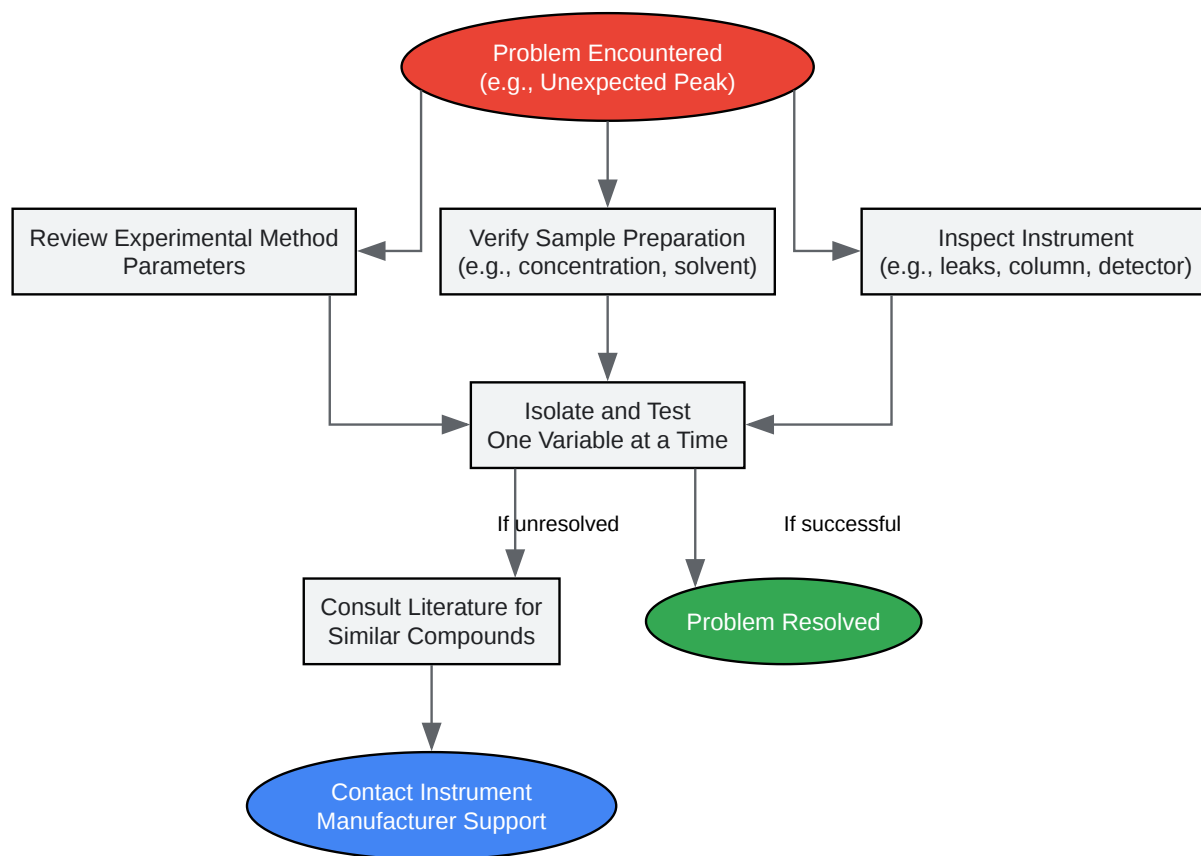 Problem Encountered
(e.g., Unexpected Peak)
Review Experimental Method
Parameters
Verify Sample Preparation
(e.g., concentration, solvent)
Inspect Instrument
(e.g., leaks, column, detector)
Isolate and Test
One Variable at a Time
If unresolved
If successful
Consult Literature for
Similar Compounds
Problem Resolved
Contact Instrument
Manufacturer Support